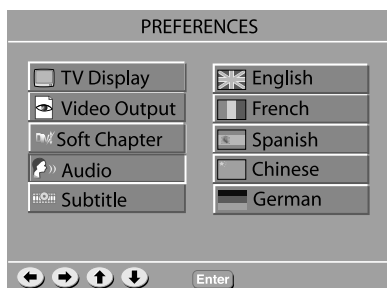 PREFERENCES
TV Display
Video Output
Soft Chapter
Audio
Subtitle
English
French
Spanish
Chinese
German
Enter